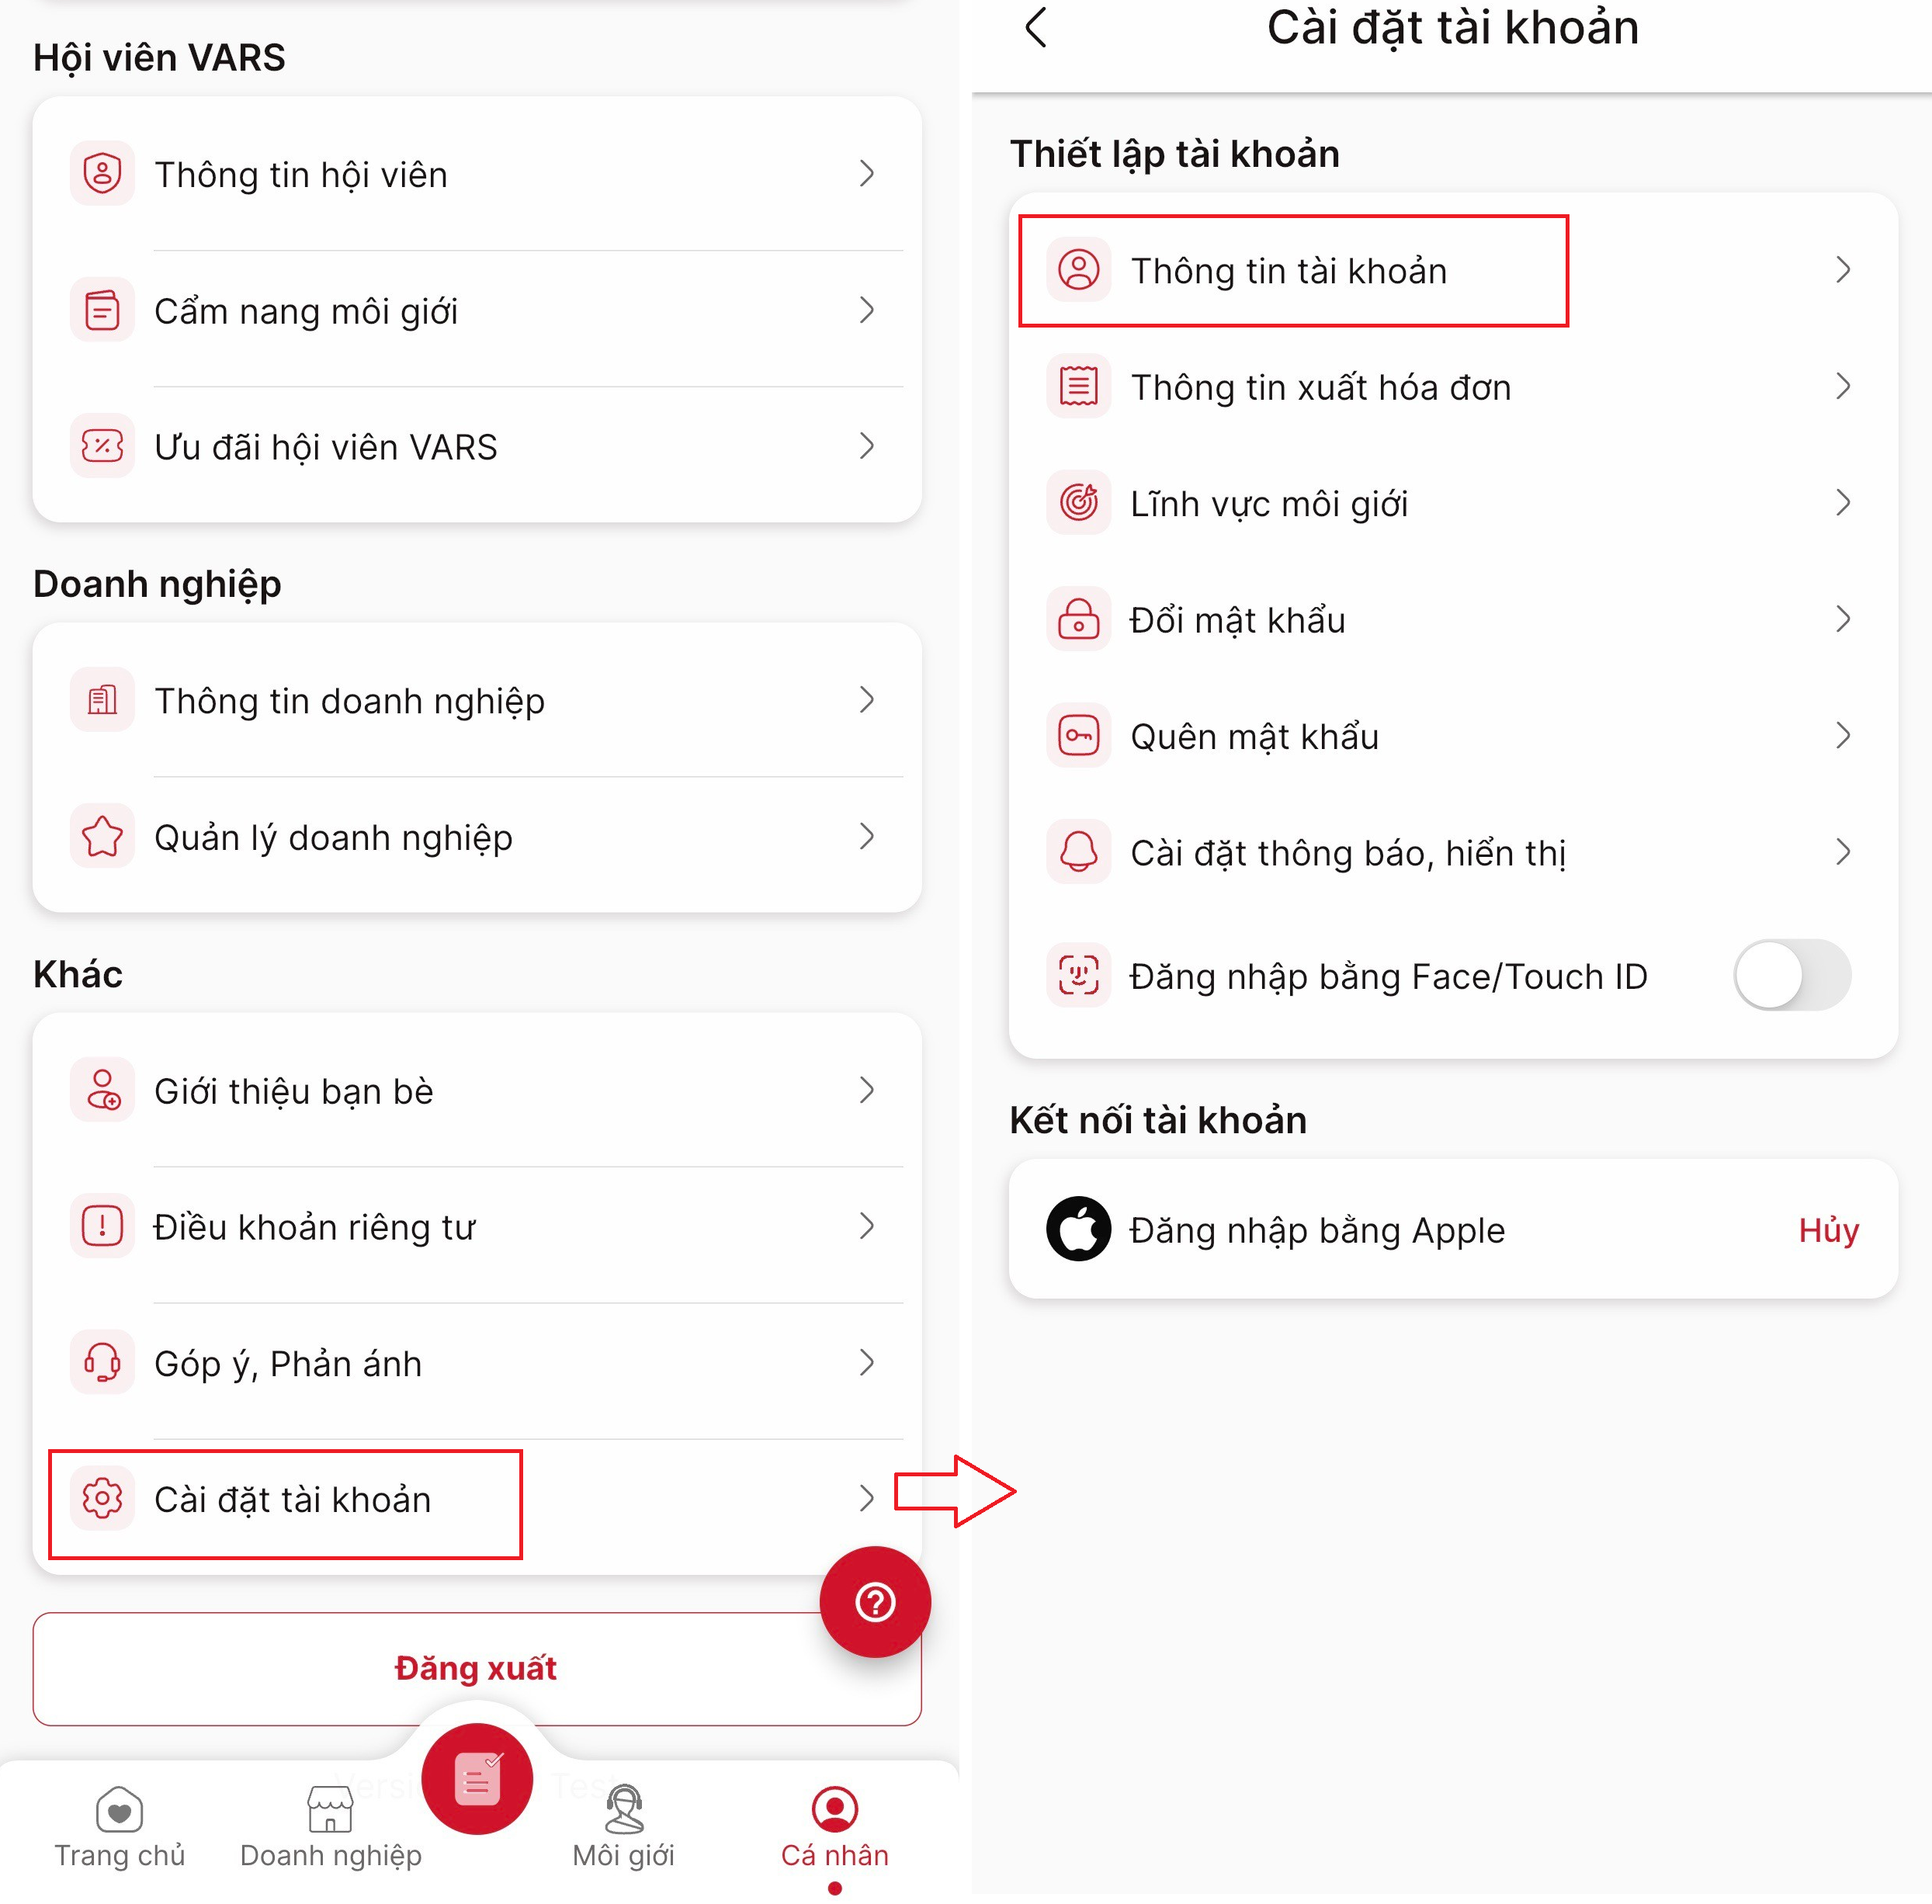 Hội viên VARS
Thông tin hội viên
Cẩm nang môi giới
Ưu đãi hội viên VARS
Doanh nghiệp
Thông tin doanh nghiệp
Quản lý doanh nghiệp
Khác
Giới thiệu bạn bè
Điều khoản riêng tư
Góp ý, Phản ánh
Cài đặt tài khoản
Đăng xuất
Trang chủ
Doanh nghiệp
Môi giới
Cá nhân
Cài đặt tài khoản
Thiết lập tài khoản
Thông tin tài khoản
Thông tin xuất hóa đơn
Lĩnh vực môi giới
Đổi mật khẩu
Quên mật khẩu
Cài đặt thông báo, hiển thị
Đăng nhập bằng Face/Touch ID
Kết nối tài khoản
Đăng nhập bằng Apple
Hủy